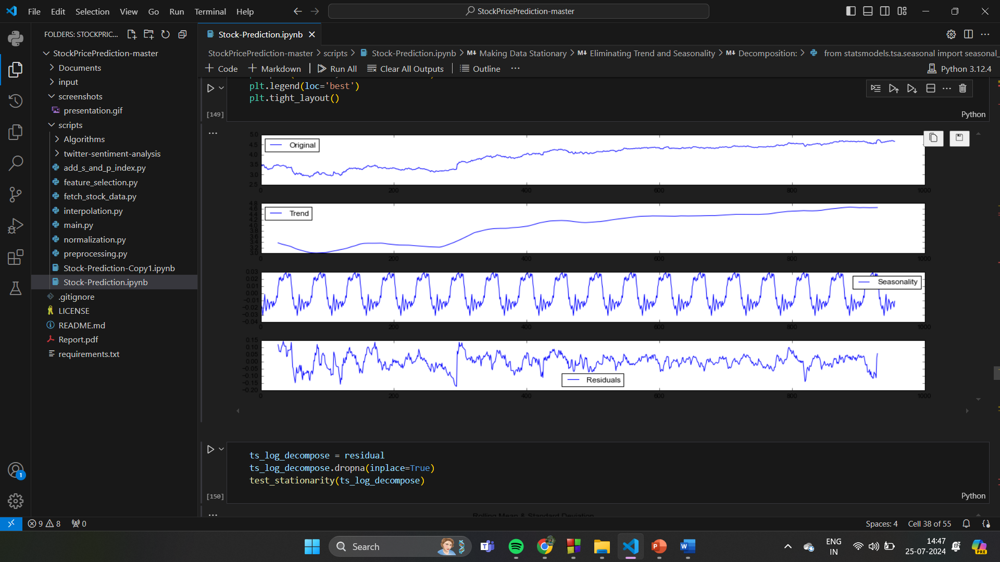 File Edit Selection View Go Run Terminal Help
StockPricePrediction-master
FOLDERS: STOCKPRIC...
StockPricePrediction-master
Documents
input
screenshots
presentation.gif
scripts
Algorithms
twitter-sentiment-analysis
add_s_and_p_index.py
feature_selection.py
fetch_stock_data.py
interpolation.py
main.py
normalization.py
preprocessing.py
Stock-Prediction-Copy1.ipynb
Stock-Prediction.ipynb
.gitignore
LICENSE
README.md
Report.pdf
requirements.txt
Stock-Prediction.ipynb
StockPricePrediction-master > scripts > Stock-Prediction.ipynb > M↓ Making Data Stationary > M↓ Eliminating Trend and Seasonality > M↓ Decomposition: > from statsmodels.tsa.seasonal import seasonal_
+ Code + Markdown Run All Clear All Outputs Outline ... Python 3.12.4
plt.legend(loc='best')
plt.tight_layout()
[149]
Python
Original
5.0
4.5
4.0
3.5
3.0
2.5
0 200 400 600 800 1000
Trend
4.8
4.6
4.4
4.2
4.0
3.8
3.6
3.4
3.2
3.0
0 200 400 600 800 1000
Seasonality
0.03
0.02
0.01
0.00
−0.01
−0.02
−0.03
−0.04
0 200 400 600 800 1000
Residuals
0.15
0.10
0.05
0.00
−0.05
−0.10
−0.15
−0.20
0 200 400 600 800 1000
ts_log_decompose = residual
ts_log_decompose.dropna(inplace=True)
test_stationarity(ts_log_decompose)
[150]
Python
Rolling Mean & Standard Deviation
1
9 8 0
Spaces: 4 Cell 38 of 55
Search
ENG
IN
14:47
25-07-2024
PRE